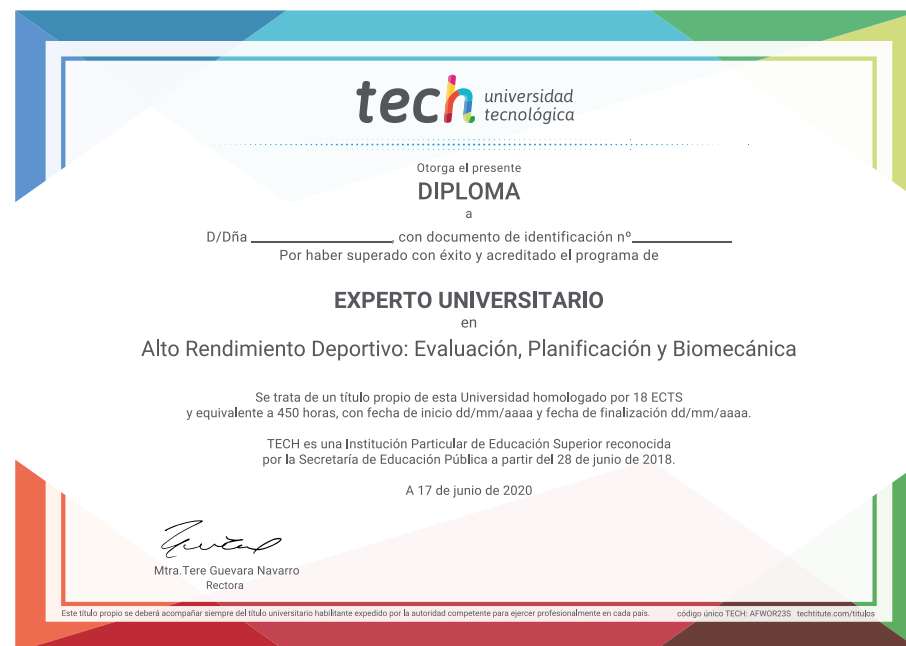 tech universidad
tecnológica
Otorga el presente
DIPLOMA
a
D/Dña ____________________, con documento de identificación nº______________
Por haber superado con éxito y acreditado el programa de
EXPERTO UNIVERSITARIO
en
Alto Rendimiento Deportivo: Evaluación, Planificación y Biomecánica
Se trata de un título propio de esta Universidad homologado por 18 ECTS
y equivalente a 450 horas, con fecha de inicio dd/mm/aaaa y fecha de finalización dd/mm/aaaa.
TECH es una Institución Particular de Educación Superior reconocida
por la Secretaría de Educación Pública a partir del 28 de junio de 2018.
A 17 de junio de 2020
Mtra.Tere Guevara Navarro
Rectora
Este título propio se deberá acompañar siempre del título universitario habilitante expedido por la autoridad competente para ejercer profesionalmente en cada país. código único TECH: AFWOR23S techtitute.com/titulos